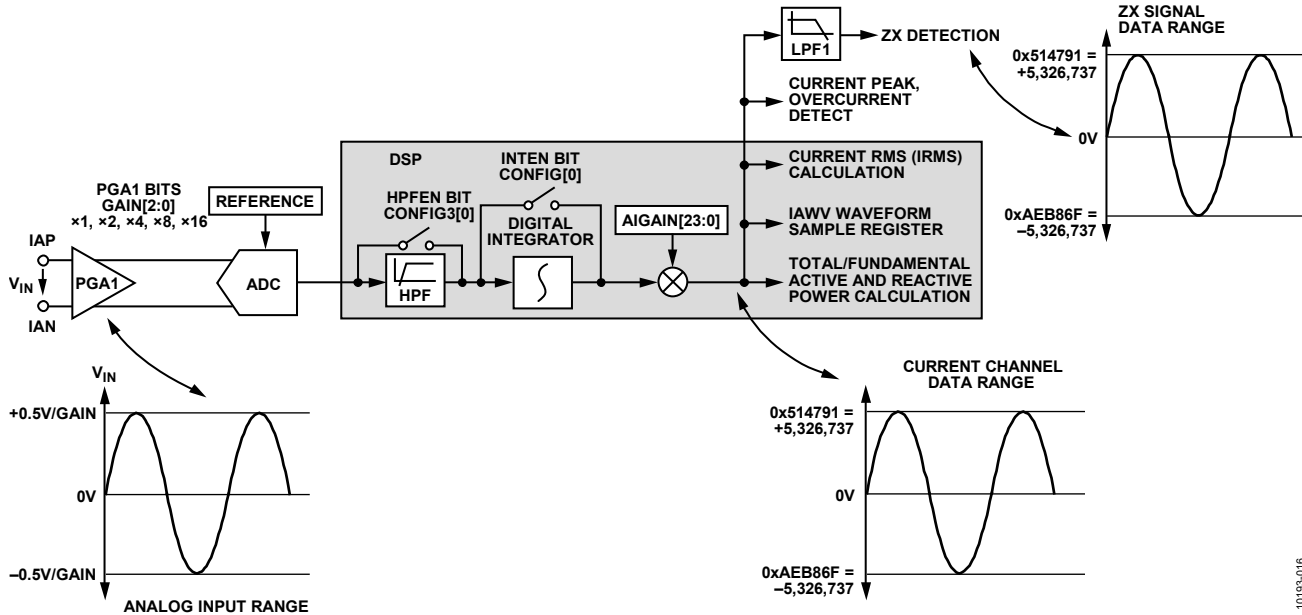 ZX SIGNAL
DATA RANGE
LPF1
ZX DETECTION
0x514791 =
+5,326,737
0V
0xAEB86F =
–5,326,737
CURRENT PEAK,
OVERCURRENT
DETECT
DSP
INTEN BIT
CONFIG[0]
HPFEN BIT
CONFIG3[0]
DIGITAL
INTEGRATOR
CURRENT RMS (IRMS)
CALCULATION
PGA1 BITS
GAIN[2:0]
×1, ×2, ×4, ×8, ×16
REFERENCE
AIGAIN[23:0]
IAWV WAVEFORM
SAMPLE REGISTER
IAP
VIN
IAN
PGA1
ADC
HPF
TOTAL/FUNDAMENTAL
ACTIVE AND REACTIVE
POWER CALCULATION
VIN
+0.5V/GAIN
0V
–0.5V/GAIN
ANALOG INPUT RANGE
CURRENT CHANNEL
DATA RANGE
0x514791 =
+5,326,737
0V
0xAEB86F =
–5,326,737
10193-016